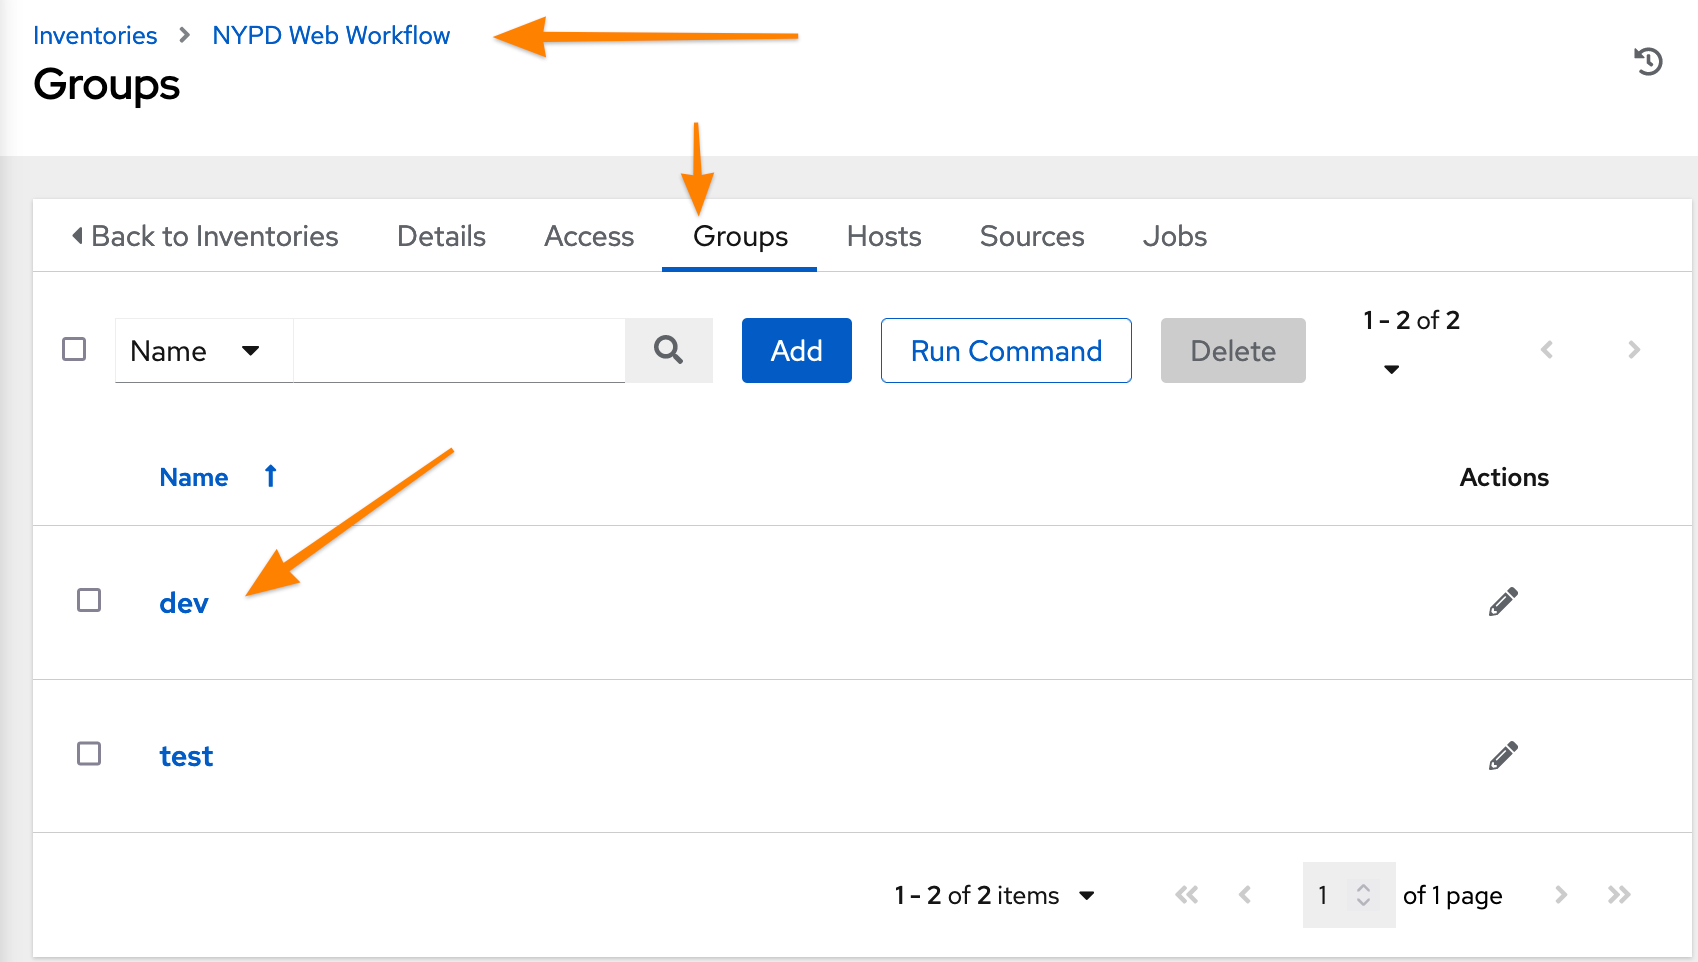 Inventories > NYPD Web Workflow
Groups
Back to Inventories Details Access Groups Hosts Sources Jobs
Name Add Run Command Delete 1 - 2 of 2
Name Actions
dev
test
1 - 2 of 2 items 1 of 1 page